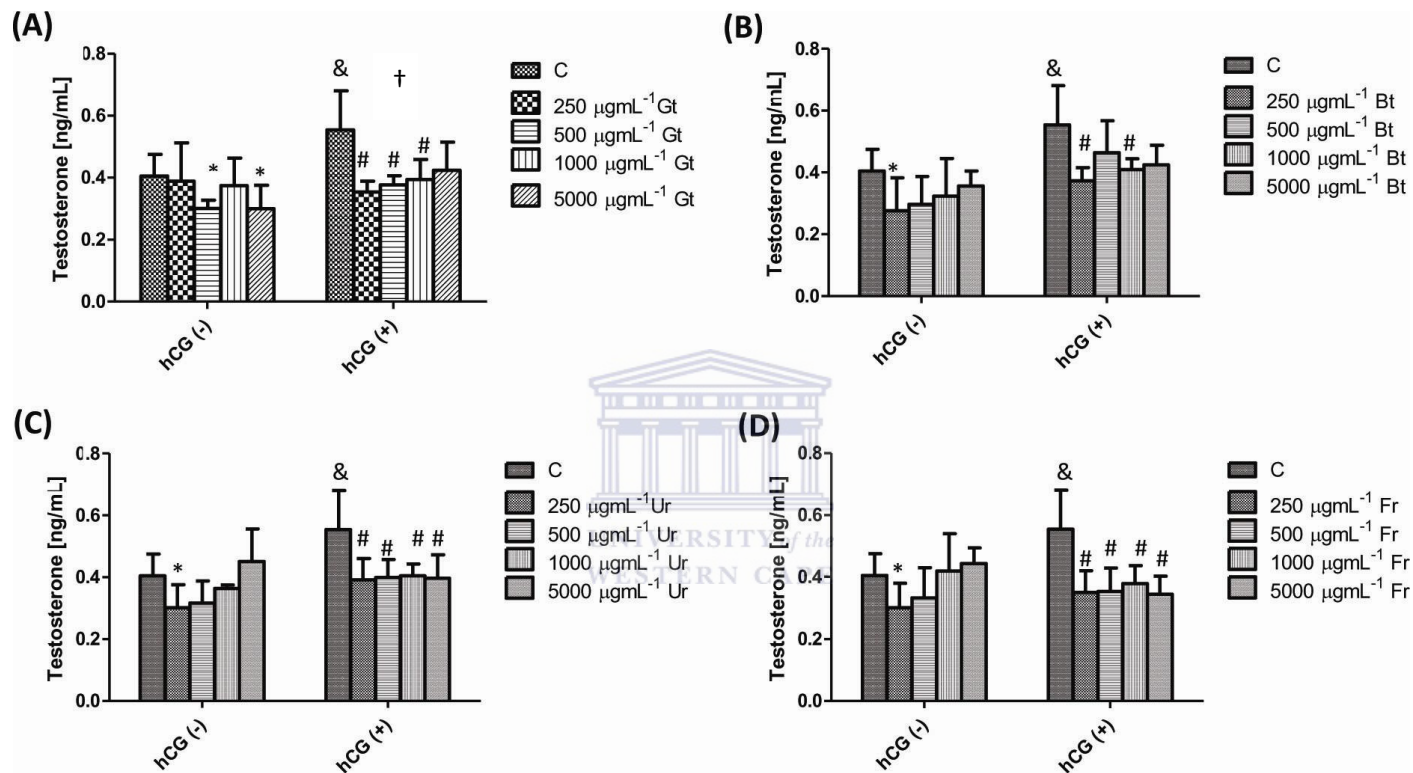 (A)
Testosterone [ng/mL]
0.8
0.6
0.4
0.2
0.0
* *
& †
# # #
hCG (-)
hCG (+)
C
250 µgmL⁻¹Gt
500 µgmL⁻¹ Gt
1000 µgmL⁻¹ Gt
5000 µgmL⁻¹ Gt
(B)
Testosterone [ng/mL]
0.8
0.6
0.4
0.2
0.0
*
&
# #
hCG (-)
hCG (+)
C
250 µgmL⁻¹ Bt
500 µgmL⁻¹ Bt
1000 µgmL⁻¹ Bt
5000 µgmL⁻¹ Bt
(C)
Testosterone [ng/mL]
0.8
0.6
0.4
0.2
0.0
*
&
# # # #
hCG (-)
hCG (+)
C
250 µgmL⁻¹Ur
500 µgmL⁻¹ Ur
1000 µgmL⁻¹ Ur
5000 µgmL⁻¹ Ur
UNIVERSITY of the
WESTERN CAPE
(D)
Testosterone [ng/mL]
0.8
0.6
0.4
0.2
0.0
*
&
# # # #
hCG (-)
hCG (+)
C
250 µgmL⁻¹ Fr
500 µgmL⁻¹ Fr
1000 µgmL⁻¹ Fr
5000 µgmL⁻¹ Fr